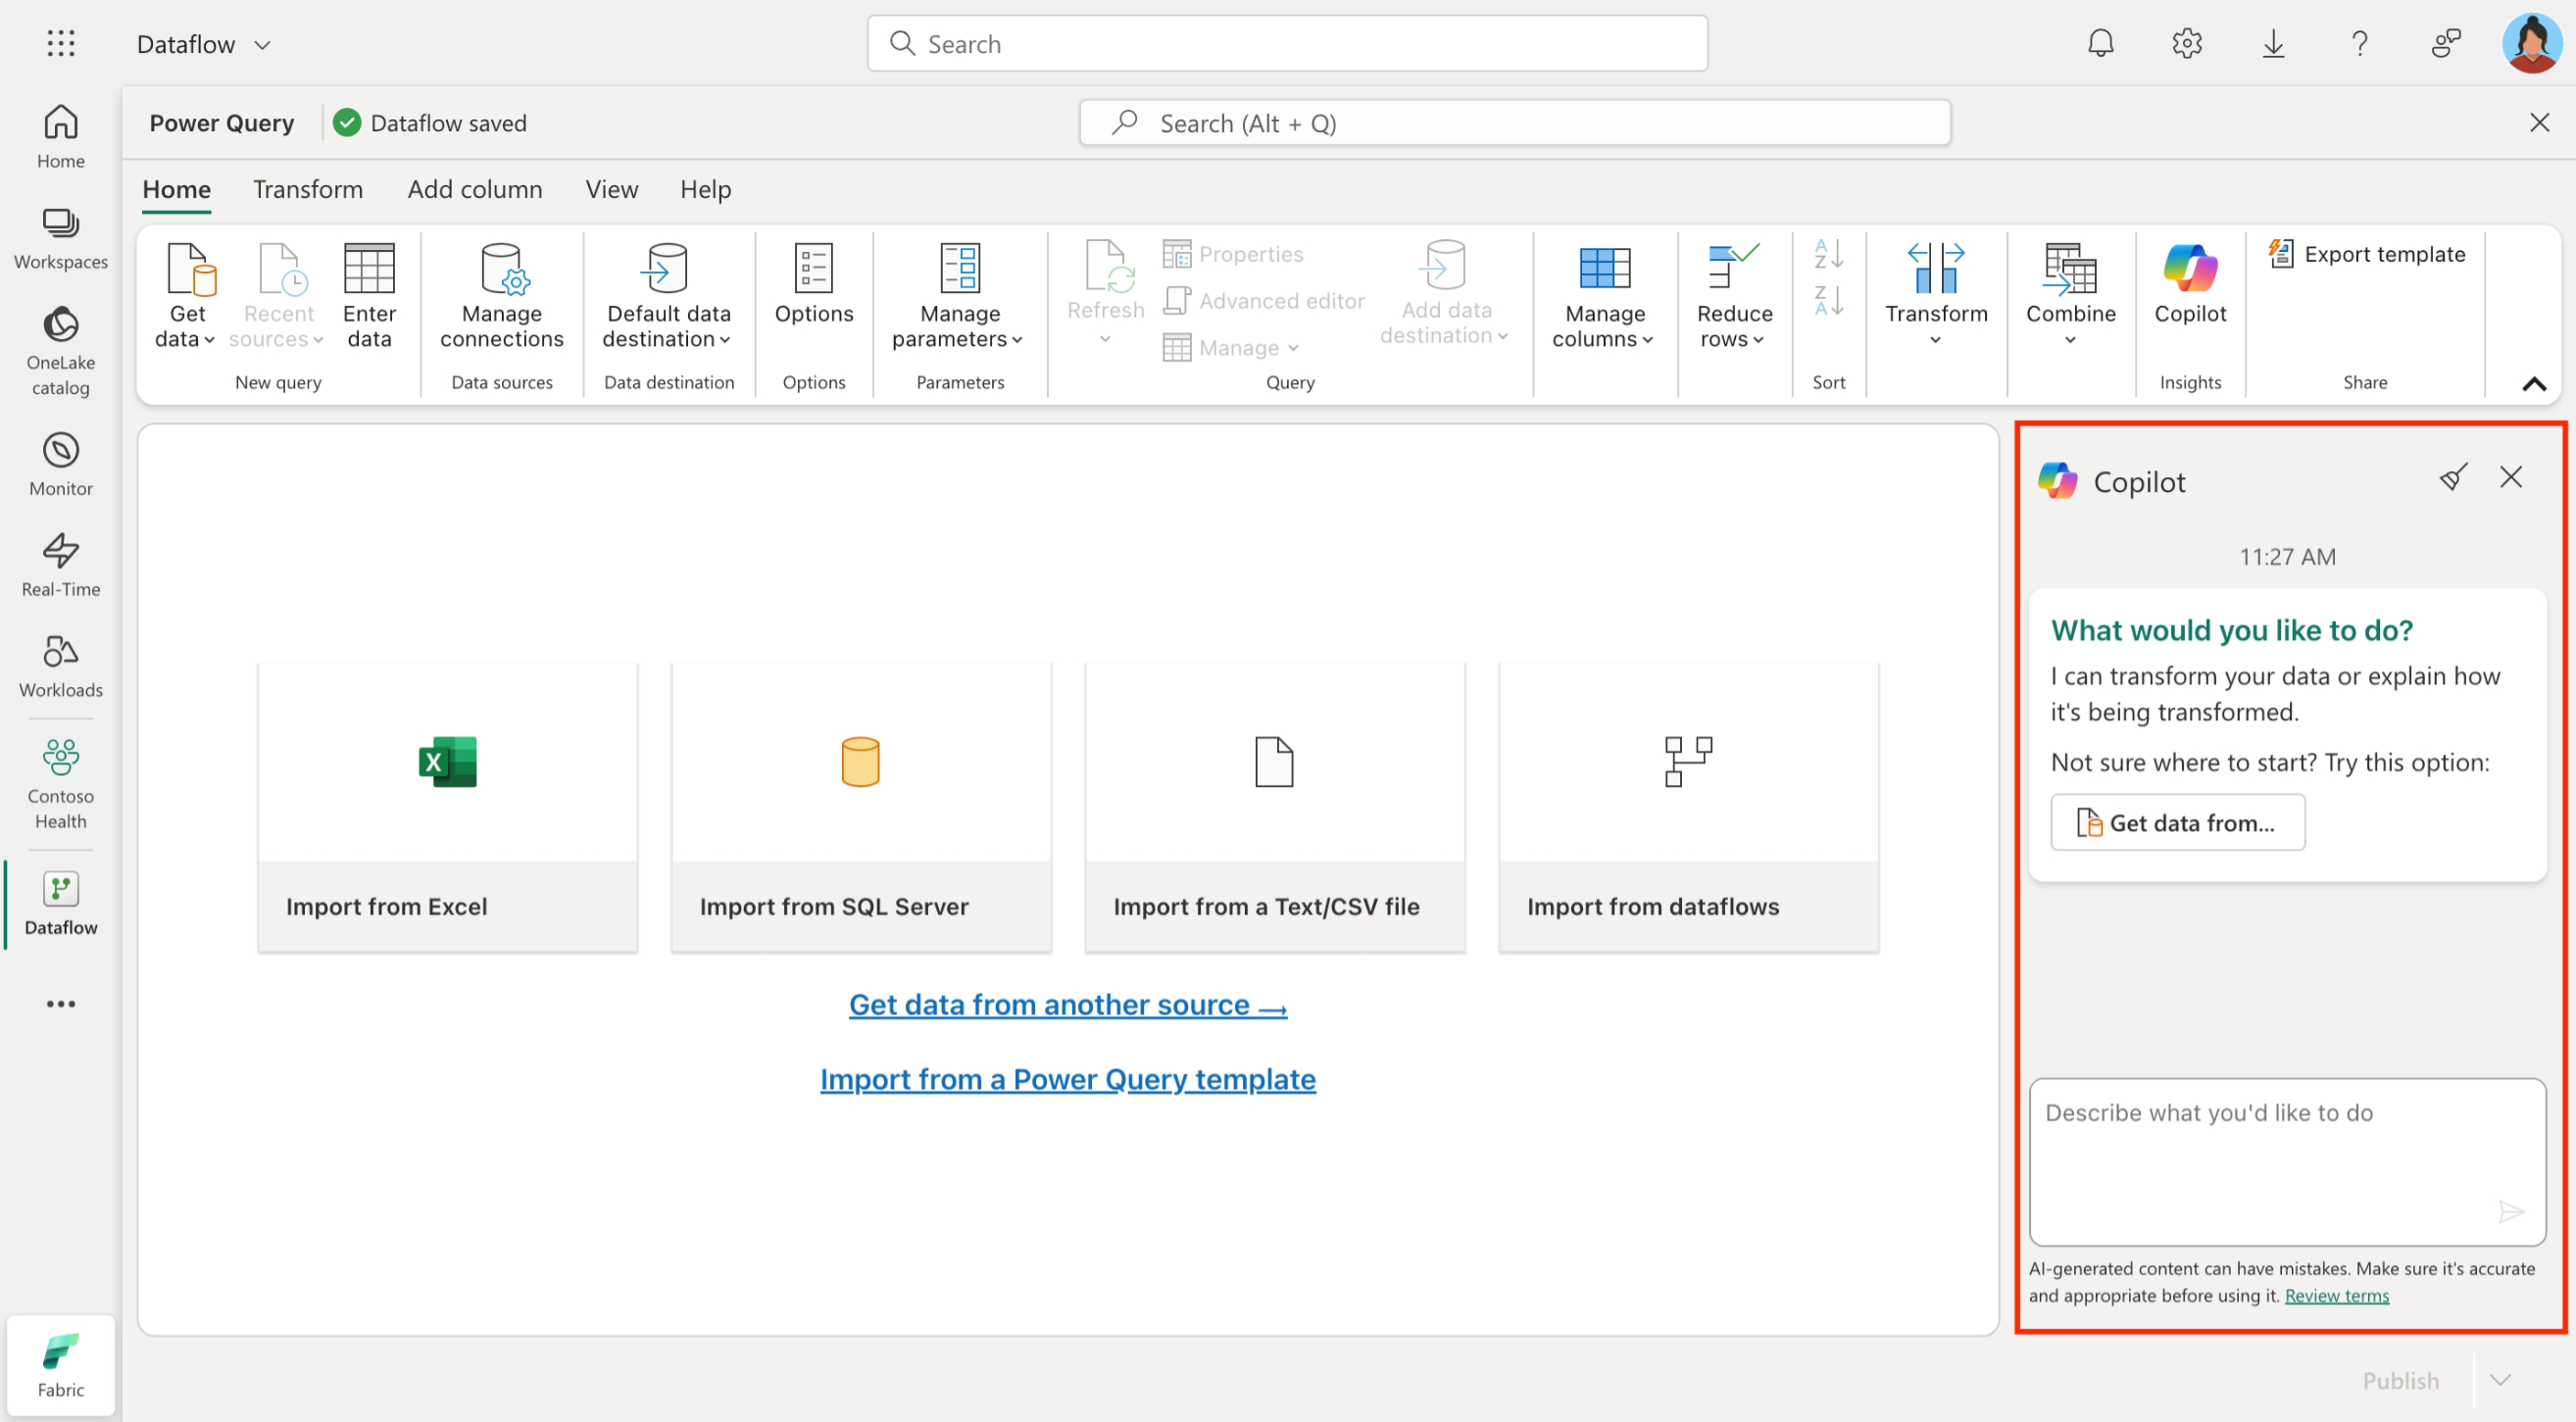 Dataflow
Search
Power Query
Dataflow saved
Search (Alt + Q)
Home
Workspaces
OneLake
catalog
Monitor
Real-Time
Workloads
Contoso
Health
Dataflow
Fabric
Home
Transform
Add column
View
Help
Get
data
Recent
sources
Enter
data
New query
Manage
connections
Data sources
Default data
destination
Data destination
Options
Options
Manage
parameters
Parameters
Refresh
Properties
Advanced editor
Manage
Add data
destination
Query
Manage
columns
Reduce
rows
A
Z
Z
A
Sort
Transform
Combine
Copilot
Insights
Export template
Share
X
Import from Excel
Import from SQL Server
Import from a Text/CSV file
Import from dataflows
Get data from another source →
Import from a Power Query template
Copilot
11:27 AM
What would you like to do?
I can transform your data or explain how
it's being transformed.
Not sure where to start? Try this option:
Get data from...
Describe what you'd like to do
AI-generated content can have mistakes. Make sure it's accurate
and appropriate before using it. Review terms
Publish